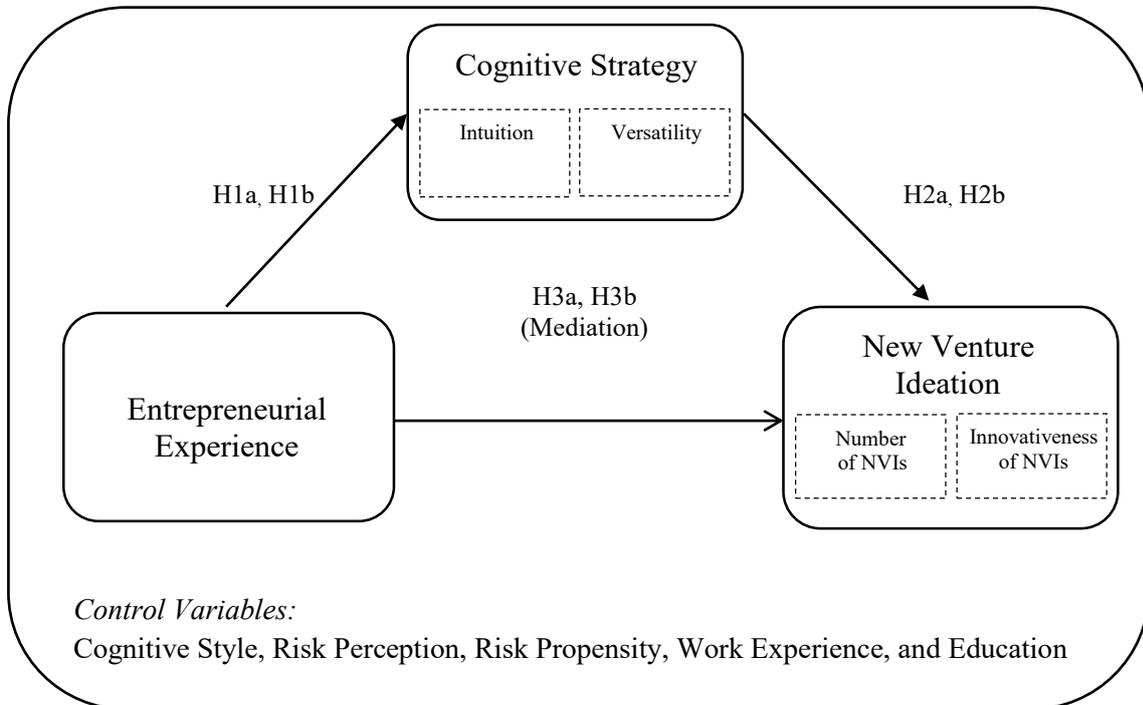 Cognitive Strategy
Intuition
Versatility
H1a, H1b
H2a, H2b
H3a, H3b
(Mediation)
Entrepreneurial
Experience
New Venture
Ideation
Number
of NVIs
Innovativeness
of NVIs
Control Variables:
Cognitive Style, Risk Perception, Risk Propensity, Work Experience, and Education